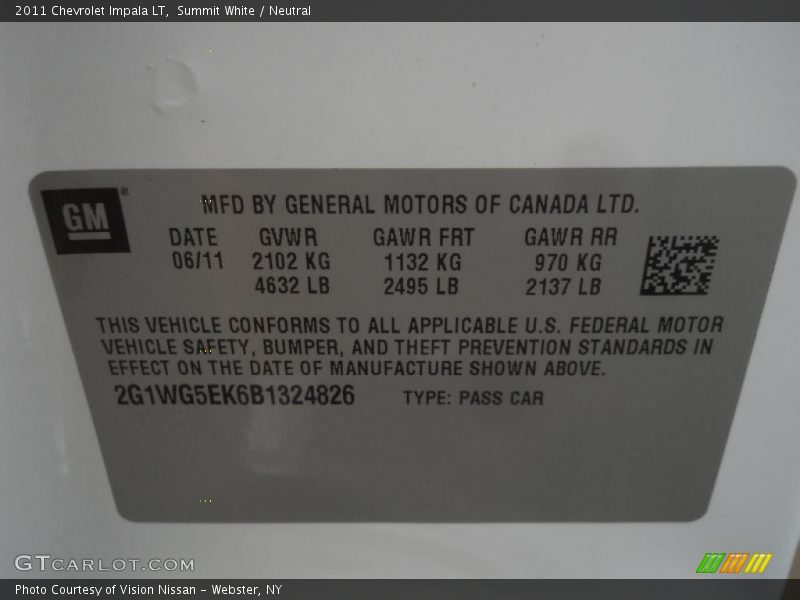 2011 Chevrolet Impala LT, Summit White / Neutral
GM ®
MFD BY GENERAL MOTORS OF CANADA LTD.
DATE GVWR GAWR FRT GAWR RR
06/11 2102 KG 1132 KG 970 KG
4632 LB 2495 LB 2137 LB
THIS VEHICLE CONFORMS TO ALL APPLICABLE U.S. FEDERAL MOTOR
VEHICLE SAFETY, BUMPER, AND THEFT PREVENTION STANDARDS IN
EFFECT ON THE DATE OF MANUFACTURE SHOWN ABOVE.
2G1WG5EK6B1324826 TYPE: PASS CAR
GTCARLOT.COM
Photo Courtesy of Vision Nissan - Webster, NY